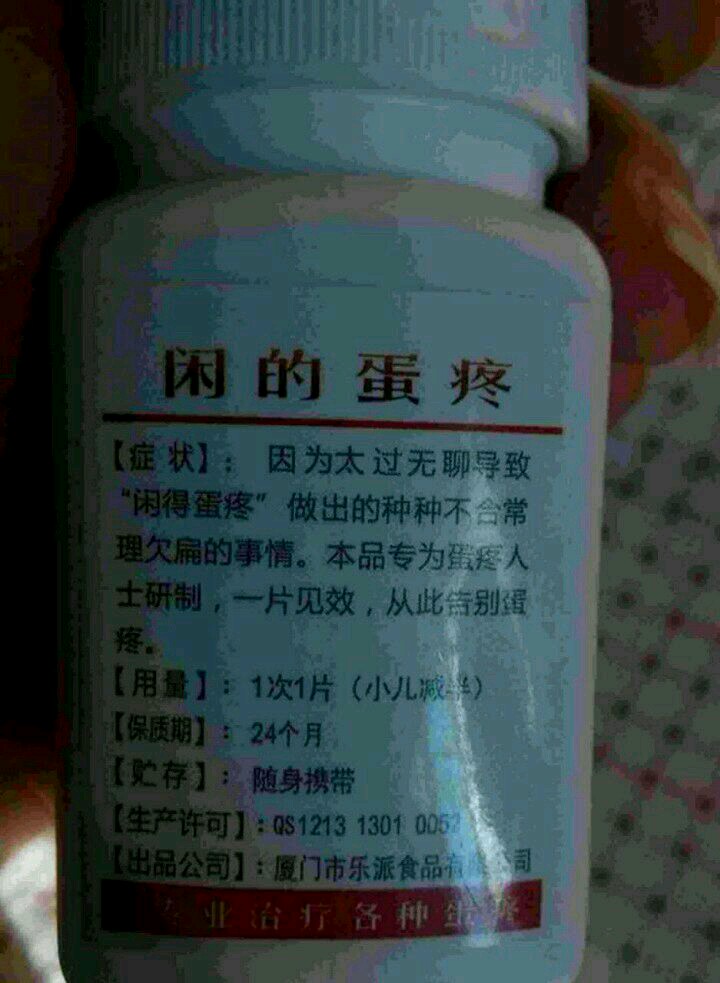 闲的蛋疼
【症状】：因为太过无聊导致
“闲得蛋疼”做出的种种不合常
理欠扁的事情。本品专为蛋疼人
士研制，一片见效，从此告别蛋
疼。
【用量】：1次1片（小儿减半）
【保质期】：24个月
【贮存】：随身携带
【生产许可】：QS1213 1301 0052
【出品公司】：厦门市乐派食品有限公司
专业治疗各种蛋疼